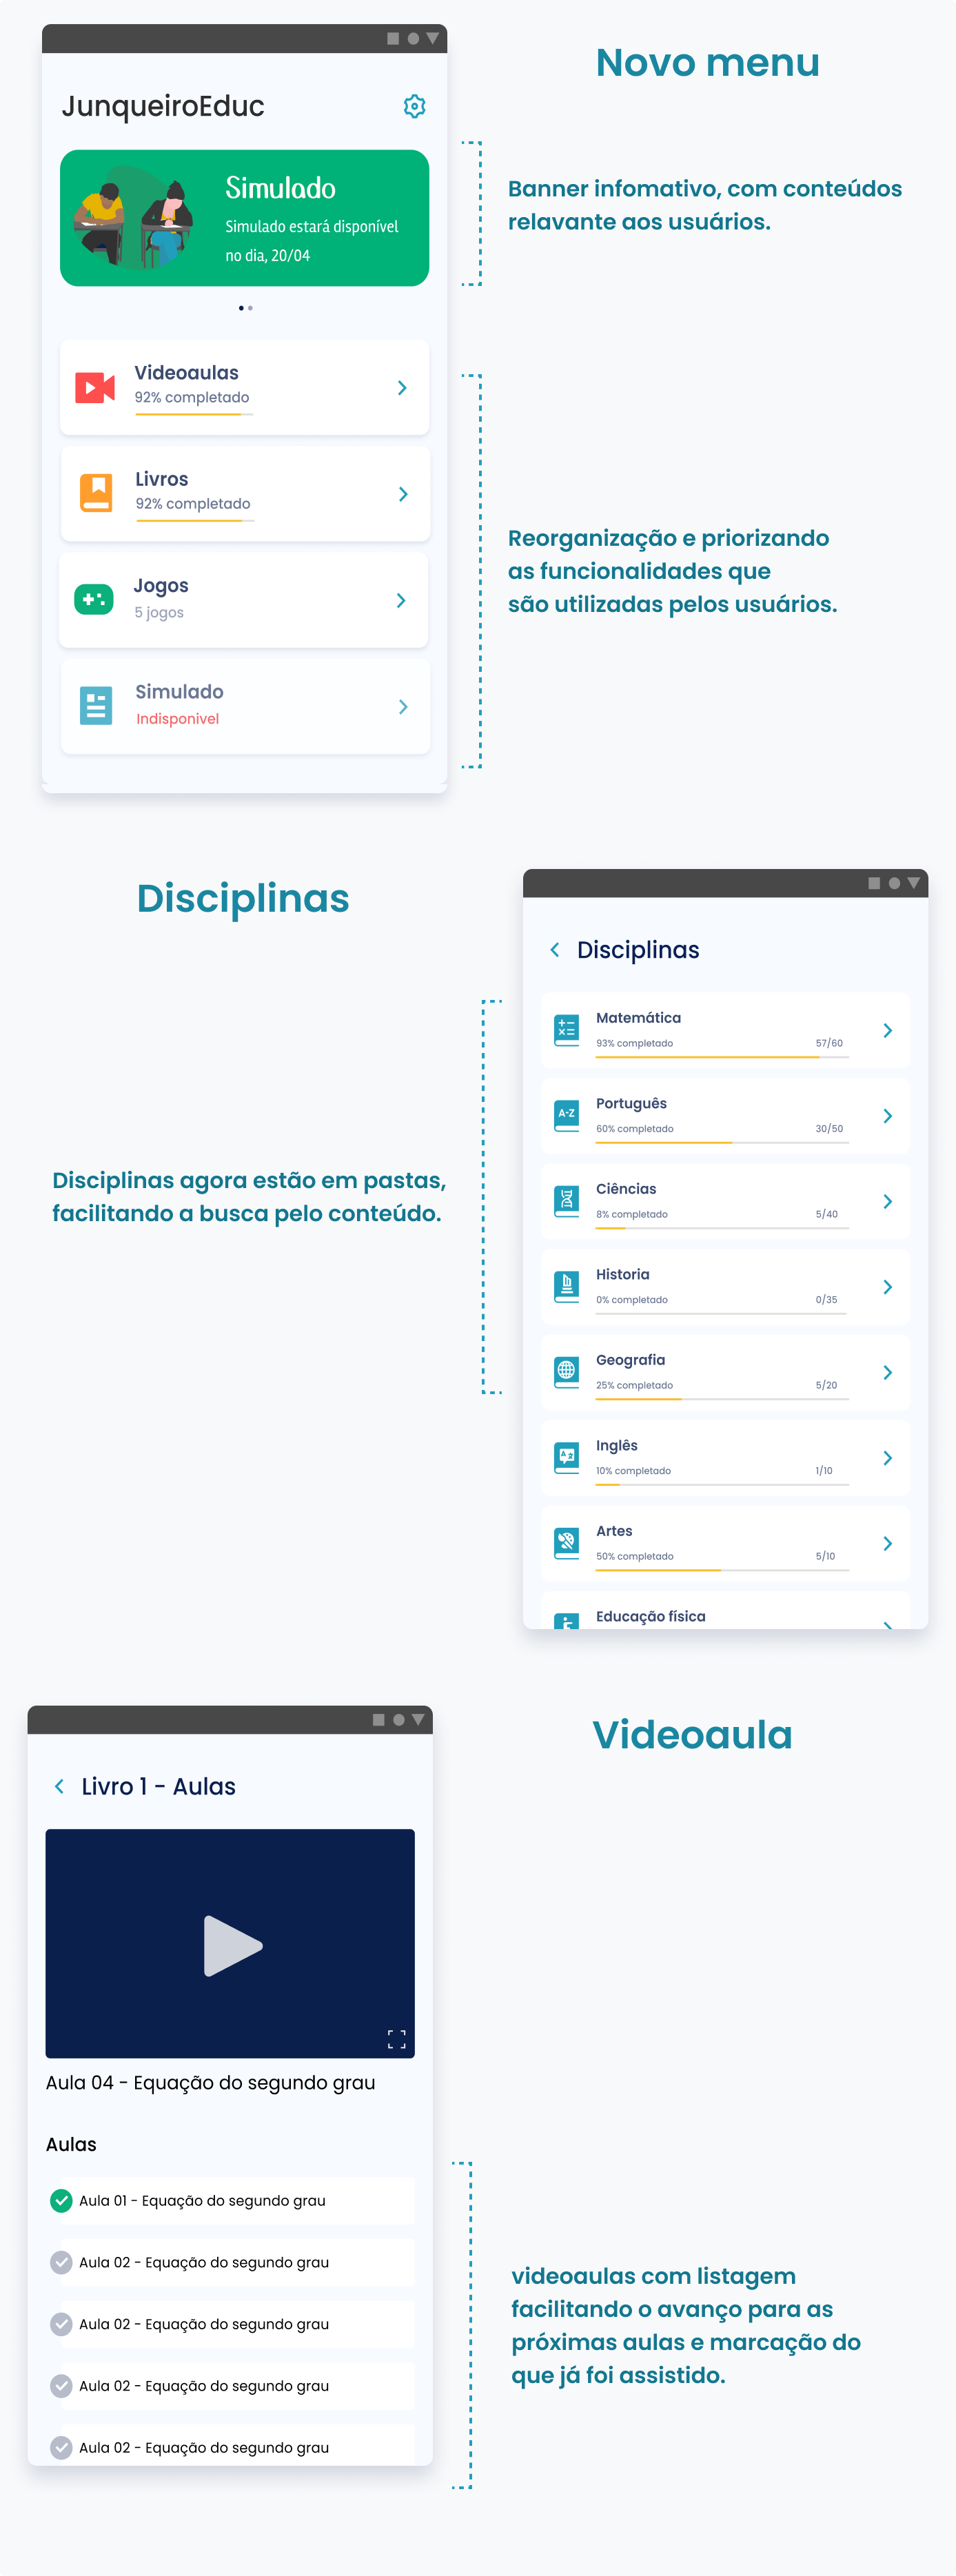 Novo menu
JunqueiroEduc
Simulado
Simulado estará disponível
no dia, 20/04
Banner infomativo, com conteúdos
relavante aos usuários.
Videoaulas
92% completado
Livros
92% completado
Jogos
5 jogos
Simulado
Indisponivel
Reorganização e priorizando
as funcionalidades que
são utilizadas pelos usuários.
Disciplinas
Disciplinas agora estão em pastas,
facilitando a busca pelo conteúdo.
Disciplinas
Matemática
93% completado 57/60
A-Z
Português
60% completado 30/50
Ciências
8% completado 5/40
Historia
0% completado 0/35
Geografia
25% completado 5/20
Inglês
10% completado 1/10
Artes
50% completado 5/10
Educação física
Videoaula
Livro 1 - Aulas
Aula 04 - Equação do segundo grau
Aulas
Aula 01 - Equação do segundo grau
Aula 02 - Equação do segundo grau
Aula 02 - Equação do segundo grau
Aula 02 - Equação do segundo grau
Aula 02 - Equação do segundo grau
videoaulas com listagem
facilitando o avanço para as
próximas aulas e marcação do
que já foi assistido.